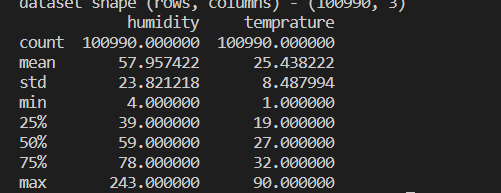 dataset shape (rows, columns) - (100990, 3)
humidity temprature
count 100990.000000 100990.000000
mean 57.957422 25.438222
std 23.821218 8.487994
min 4.000000 1.000000
25% 39.000000 19.000000
50% 59.000000 27.000000
75% 78.000000 32.000000
max 243.000000 90.000000